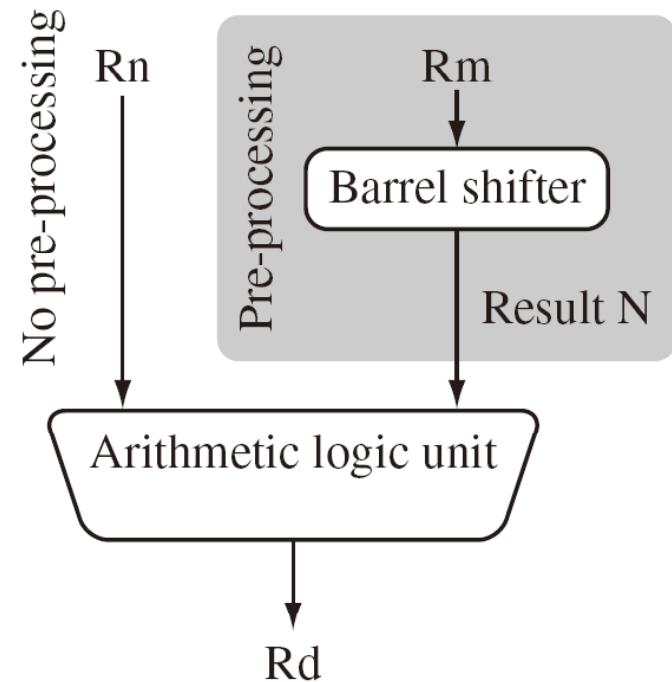 No pre-processing
Rn
Pre-processing
Rm
Barrel shifter
Result N
Arithmetic logic unit
Rd